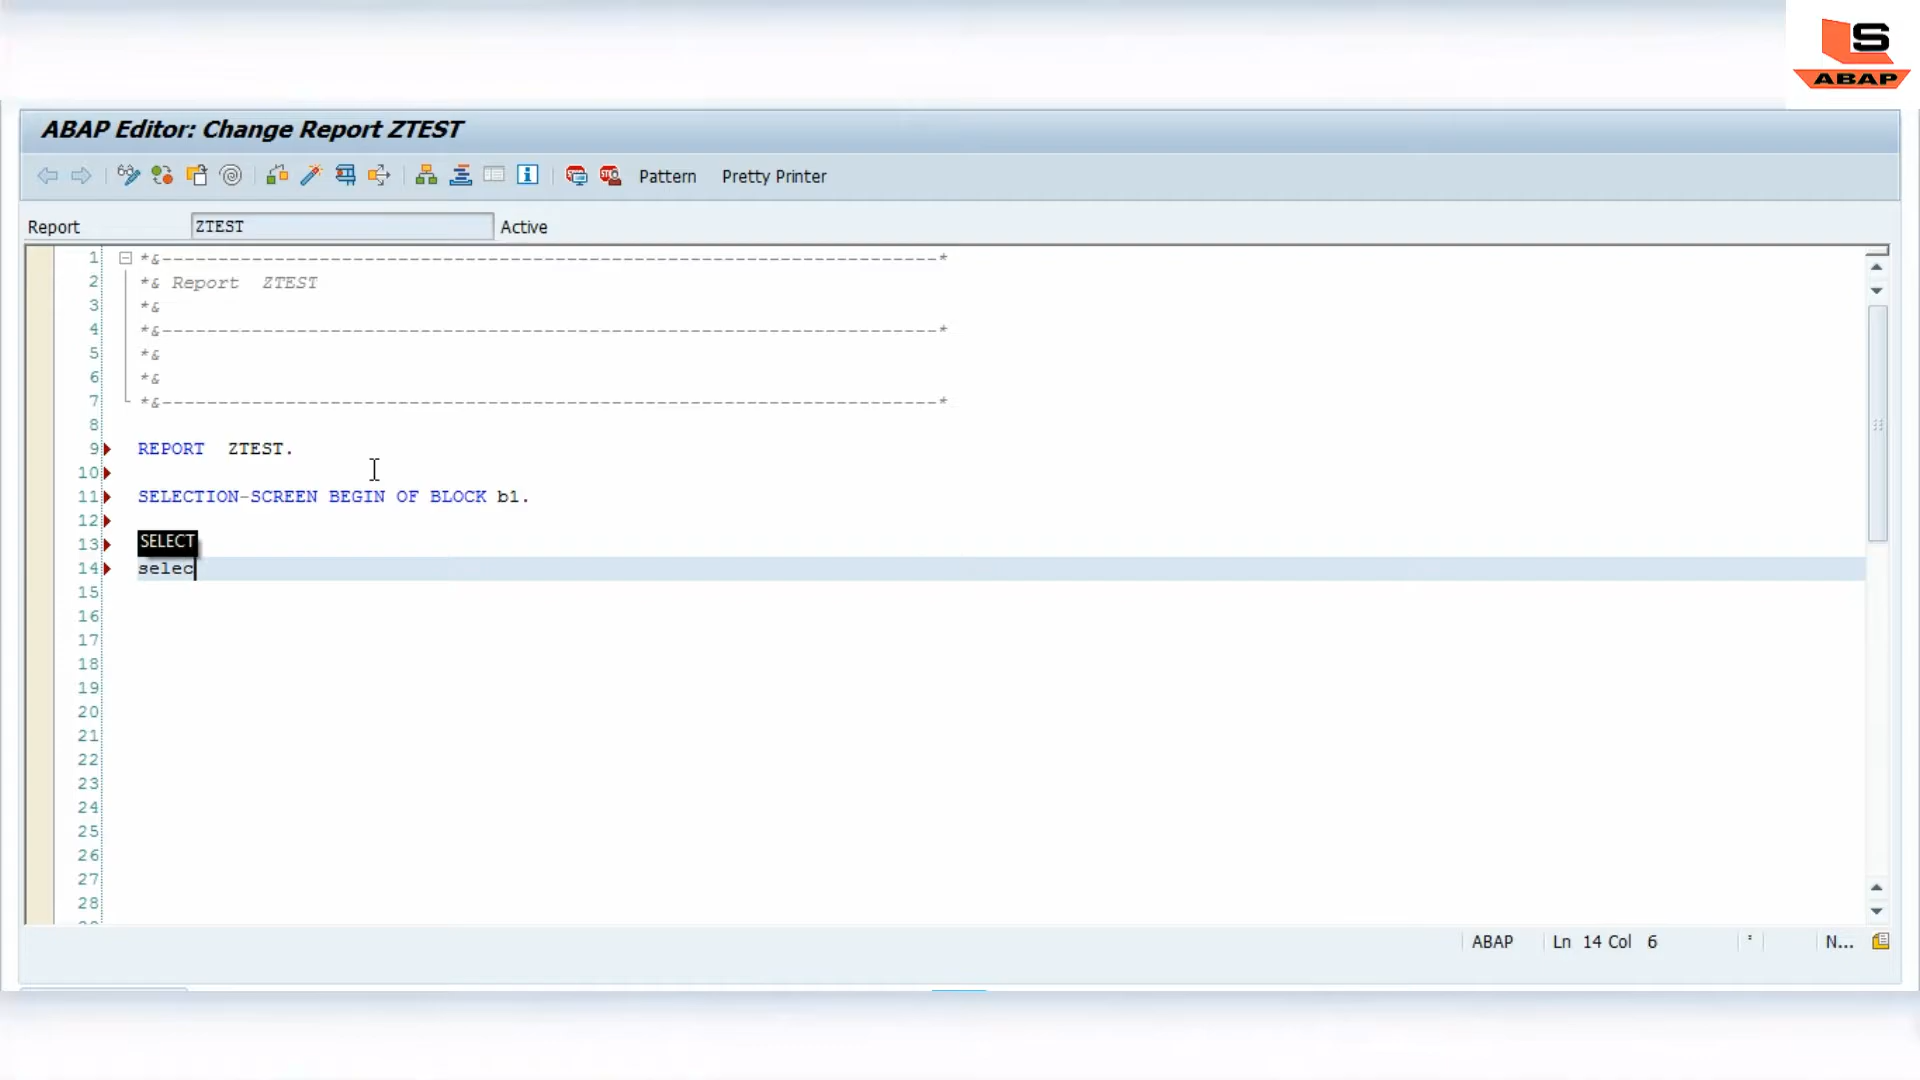 S
ABAP
ABAP Editor: Change Report ZTEST
Pattern Pretty Printer
Report ZTEST Active
1 *&---------------------------------------------------------------------*
2 *& Report  ZTEST
3 *&
4 *&---------------------------------------------------------------------*
5 *&
6 *&
7 *&---------------------------------------------------------------------*
8
9 REPORT  ZTEST.
10
11 SELECTION-SCREEN BEGIN OF BLOCK b1.
12
13 SELECT
14 selec
15
16
17
18
19
20
21
22
23
24
25
26
27
28
ABAP Ln 14 Col 6 N...